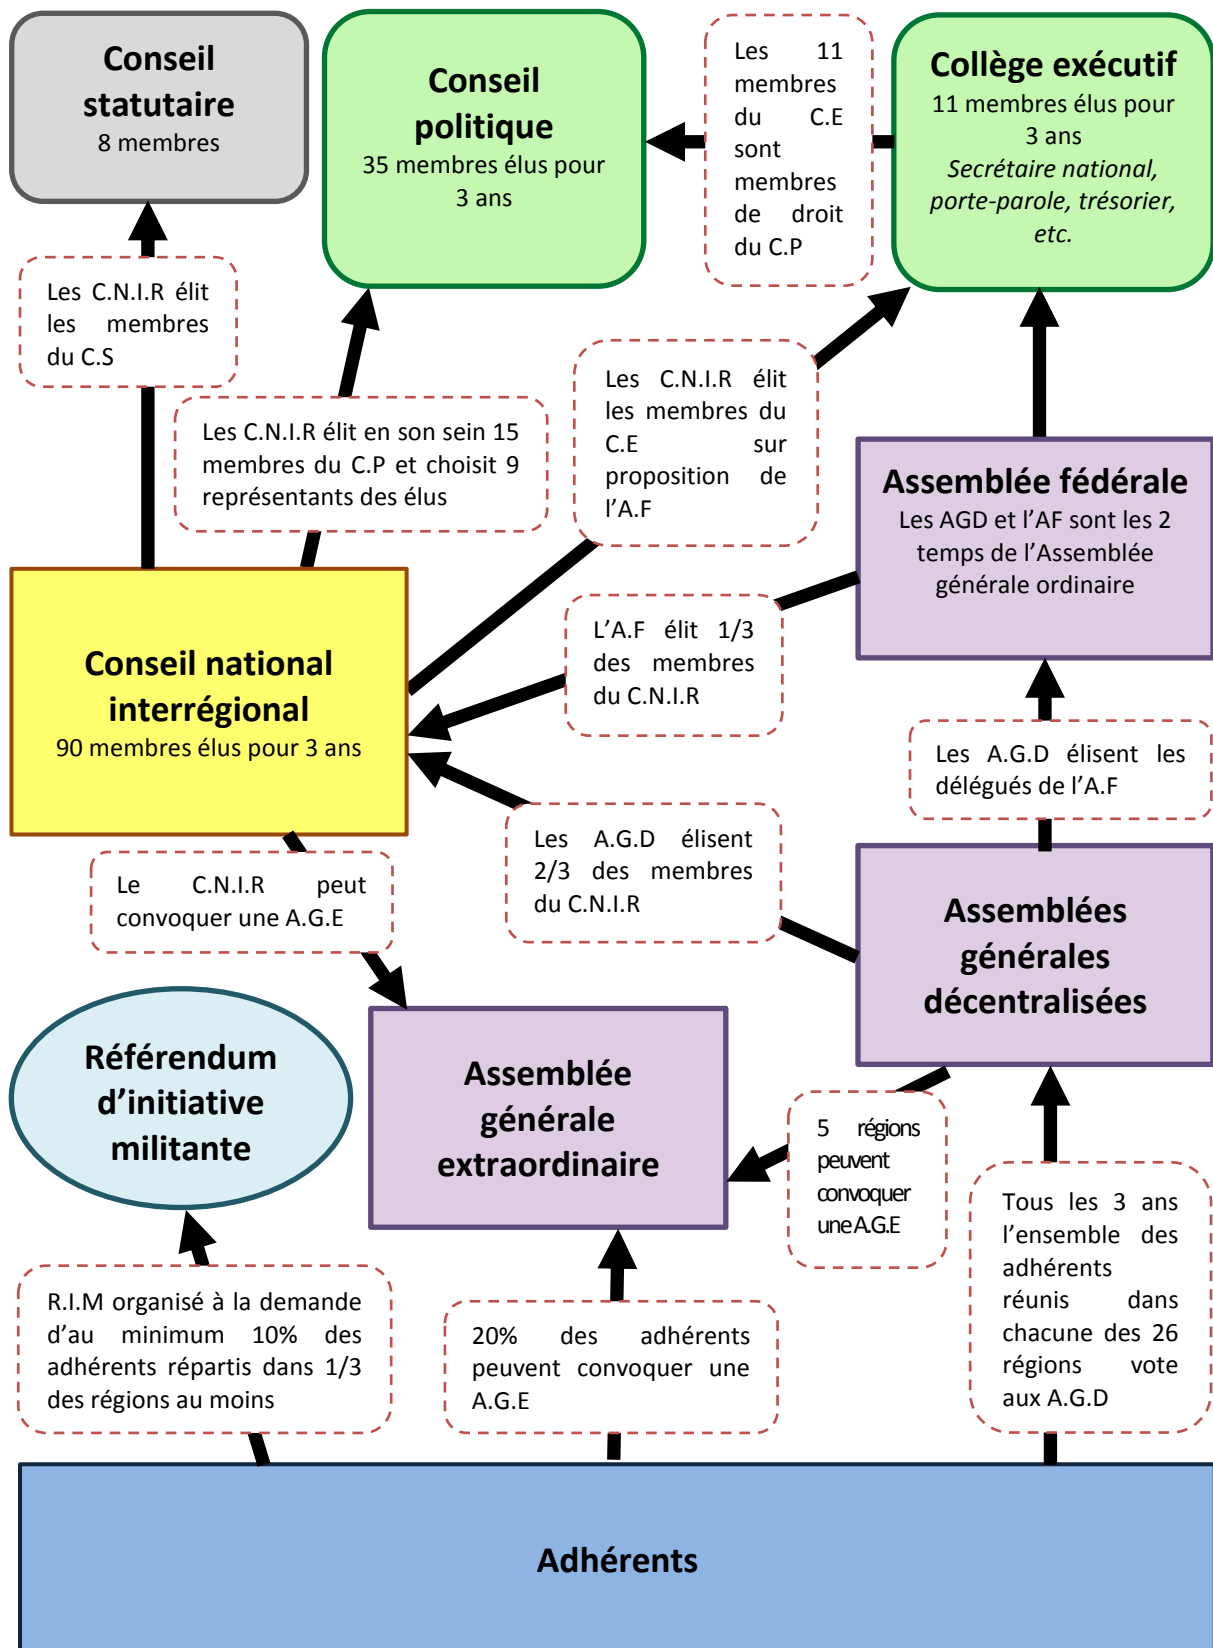 Conseil
statutaire
8 membres
Conseil
politique
35 membres élus pour
3 ans
Les 11
membres
du C.E
sont
membres
de droit
du C.P
Collège exécutif
11 membres élus pour
3 ans
Secrétaire national,
porte-parole, trésorier,
etc.
Les C.N.I.R élit
les membres
du C.S
Les C.N.I.R élit en son sein 15
membres du C.P et choisit 9
représentants des élus
Les C.N.I.R élit
les membres du
C.E sur
proposition de
l’A.F
Assemblée fédérale
Les AGD et l’AF sont les 2
temps de l’Assemblée
générale ordinaire
Conseil national
interrégional
90 membres élus pour 3 ans
L’A.F élit 1/3
des membres
du C.N.I.R
Les A.G.D élisent les
délégués de l’A.F
Les A.G.D élisent
2/3 des membres
du C.N.I.R
Le C.N.I.R peut
convoquer une A.G.E
Assemblées
générales
décentralisées
Référendum
d’initiative
militante
Assemblée
générale
extraordinaire
5 régions
peuvent
convoquer
une A.G.E
Tous les 3 ans
l’ensemble des
adhérents
réunis dans
chacune des 26
régions vote
aux A.G.D
R.I.M organisé à la demande
d’au minimum 10% des
adhérents répartis dans 1/3
des régions au moins
20% des adhérents
peuvent convoquer une
A.G.E
Adhérents